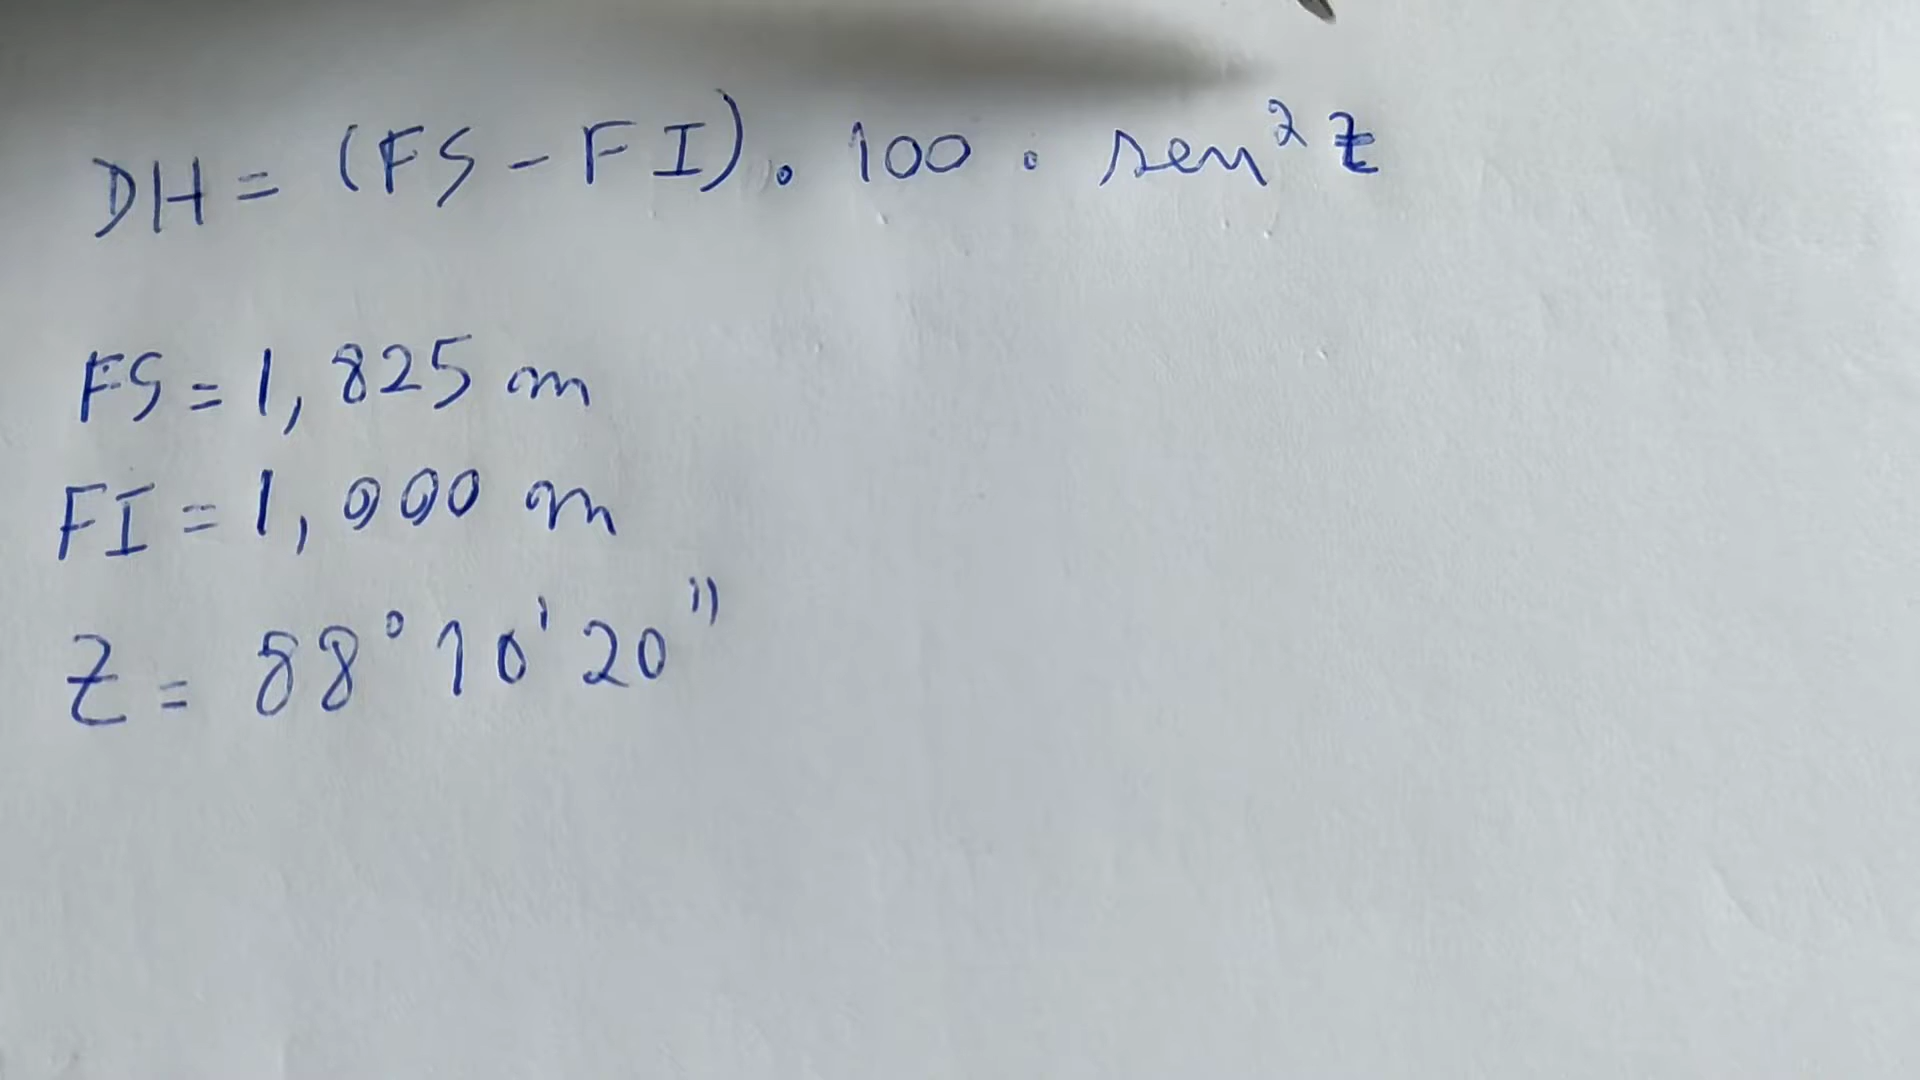 DH = (FS - FI) . 100 . sen² Z
FS = 1,825 m
FI = 1,000 m
Z = 88° 10' 20"